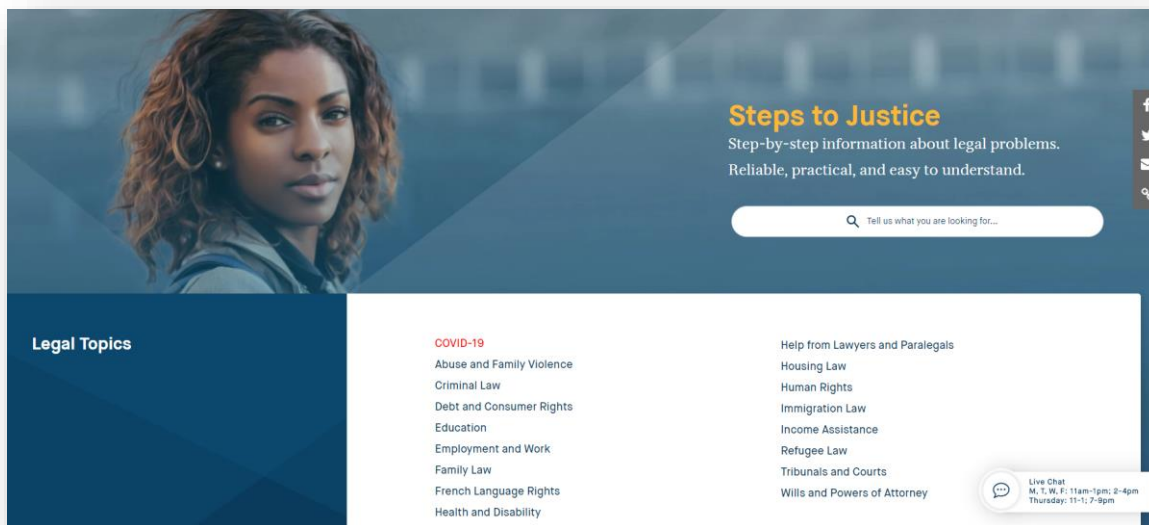 Steps to Justice
Step-by-step information about legal problems.
Reliable, practical, and easy to understand.
Tell us what you are looking for...
Legal Topics
COVID-19
Abuse and Family Violence
Criminal Law
Debt and Consumer Rights
Education
Employment and Work
Family Law
French Language Rights
Health and Disability
Help from Lawyers and Paralegals
Housing Law
Human Rights
Immigration Law
Income Assistance
Refugee Law
Tribunals and Courts
Wills and Powers of Attorney
Live Chat
M, T, W, F: 11am-1pm; 2-4pm
Thursday: 11-1; 7-9pm